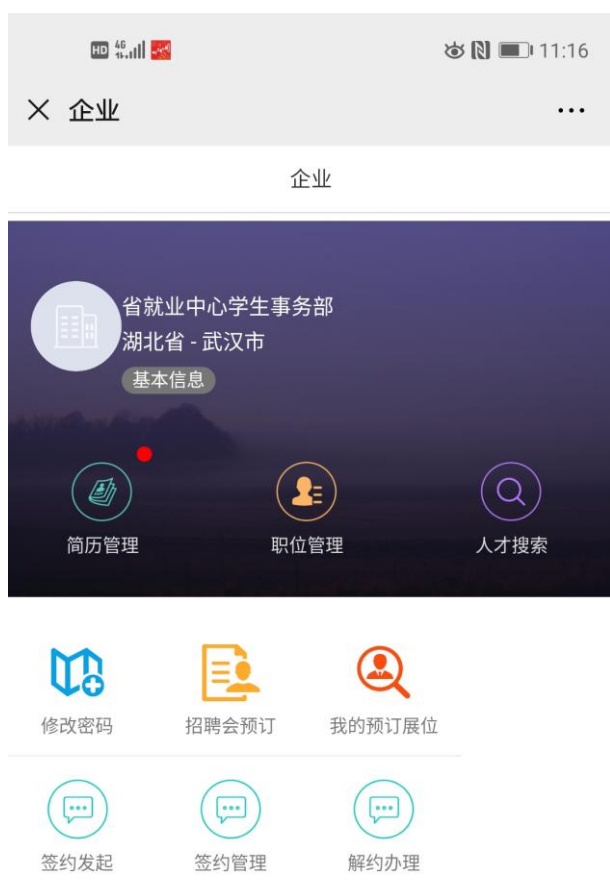 HD 4G 11:16
企业
企业
省就业中心学生事务部
湖北省 - 武汉市
基本信息
简历管理 职位管理 人才搜索
修改密码 招聘会预订 我的预订展位
签约发起 签约管理 解约办理